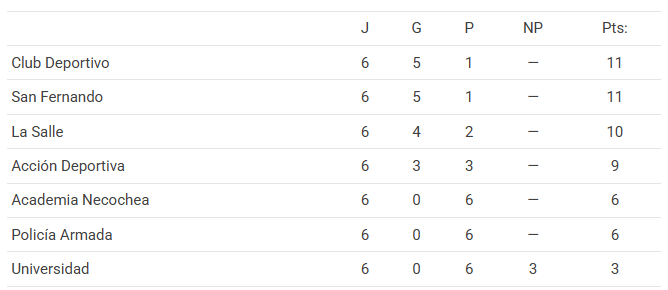 J G P NP Pts:
Club Deportivo 6 5 1 — 11
San Fernando 6 5 1 — 11
La Salle 6 4 2 — 10
Acción Deportiva 6 3 3 — 9
Academia Necochea 6 0 6 — 6
Policía Armada 6 0 6 — 6
Universidad 6 0 6 3 3